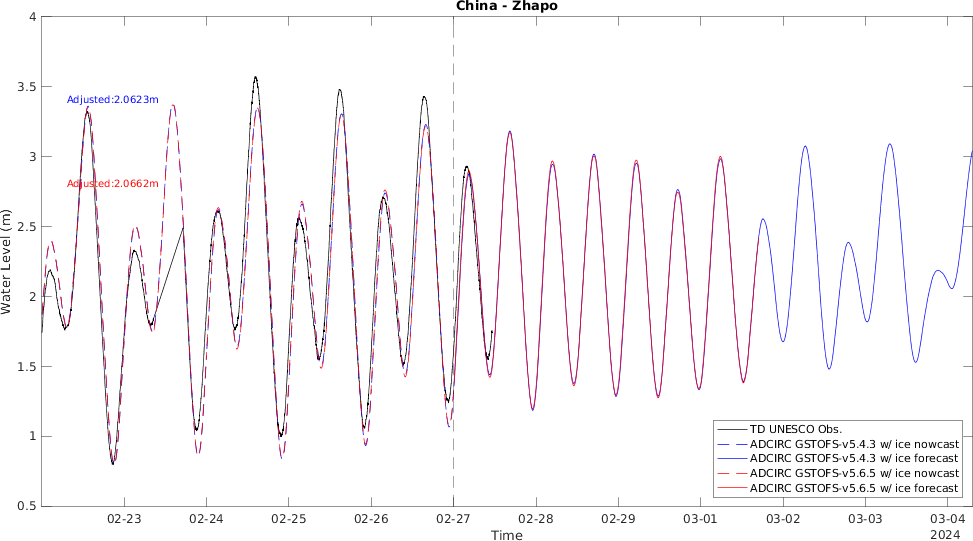 China - Zhapo
4
3.5
3
2.5
2
1.5
1
0.5
Water Level (m)
Adjusted:2.0623m
Adjusted:2.0662m
TD UNESCO Obs.
ADCIRC GSTOFS-v5.4.3 w/ ice nowcast
ADCIRC GSTOFS-v5.4.3 w/ ice forecast
ADCIRC GSTOFS-v5.6.5 w/ ice nowcast
ADCIRC GSTOFS-v5.6.5 w/ ice forecast
02-23 02-24 02-25 02-26 02-27 02-28 02-29 03-01 03-02 03-03 03-04
2024
Time